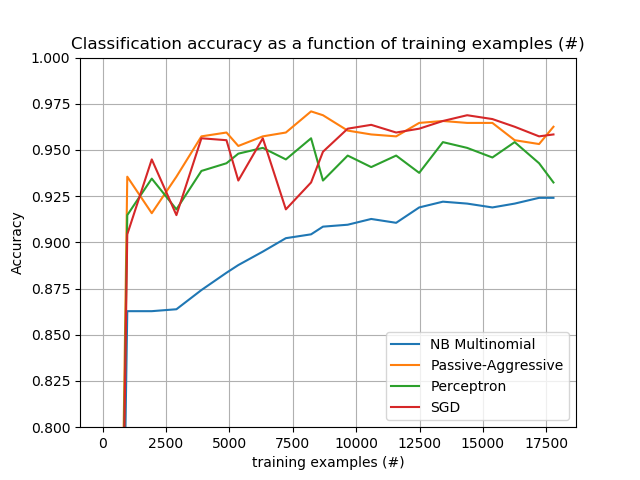 Classification accuracy as a function of training examples (#)
1.000
0.975
0.950
0.925
0.900
0.875
0.850
0.825
0.800
Accuracy
NB Multinomial
Passive-Aggressive
Perceptron
SGD
0 2500 5000 7500 10000 12500 15000 17500
training examples (#)